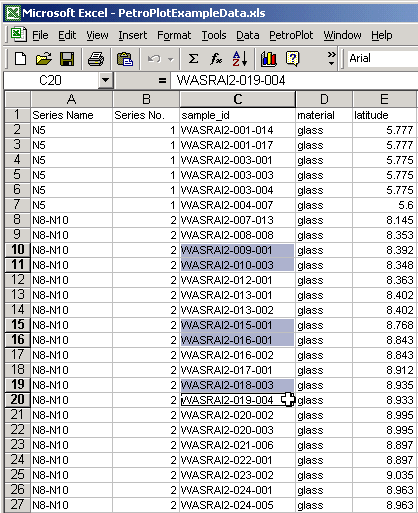 Microsoft Excel - PetroPlotExampleData.xls
File Edit View Insert Format Tools Data PetroPlot Window Help
Σ fx » Arial
C20 = WASRAI2-019-004
A B C D E
1 Series Name Series No. sample_id material latitude
2 N5 1 WASRAI2-001-014 glass 5.777
3 N5 1 WASRAI2-001-017 glass 5.777
4 N5 1 WASRAI2-003-001 glass 5.775
5 N5 1 WASRAI2-003-003 glass 5.775
6 N5 1 WASRAI2-003-004 glass 5.775
7 N5 1 WASRAI2-004-007 glass 5.6
8 N8-N10 2 WASRAI2-007-013 glass 8.145
9 N8-N10 2 WASRAI2-008-008 glass 8.353
10 N8-N10 2 WASRAI2-009-001 glass 8.392
11 N8-N10 2 WASRAI2-010-003 glass 8.348
12 N8-N10 2 WASRAI2-012-001 glass 8.363
13 N8-N10 2 WASRAI2-013-001 glass 8.402
14 N8-N10 2 WASRAI2-013-002 glass 8.402
15 N8-N10 2 WASRAI2-015-001 glass 8.768
16 N8-N10 2 WASRAI2-016-001 glass 8.843
17 N8-N10 2 WASRAI2-016-002 glass 8.843
18 N8-N10 2 WASRAI2-017-001 glass 8.912
19 N8-N10 2 WASRAI2-018-003 glass 8.935
20 N8-N10 2 WASRAI2-019-004 glass 8.933
21 N8-N10 2 WASRAI2-020-002 glass 8.995
22 N8-N10 2 WASRAI2-020-003 glass 8.995
23 N8-N10 2 WASRAI2-021-006 glass 8.897
24 N8-N10 2 WASRAI2-022-001 glass 8.897
25 N8-N10 2 WASRAI2-023-002 glass 9.035
26 N8-N10 2 WASRAI2-024-001 glass 8.963
27 N8-N10 2 WASRAI2-024-005 glass 8.963